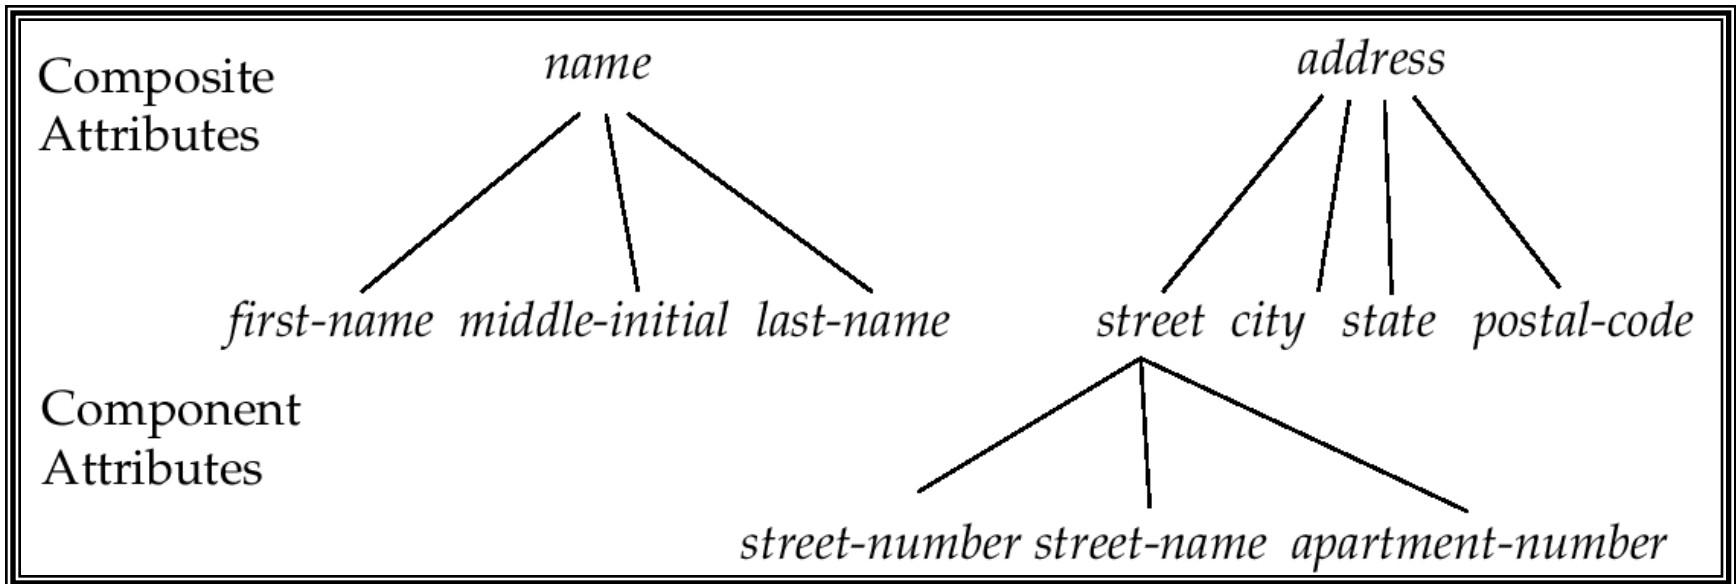 Composite
Attributes
name
address
first-name middle-initial last-name
street city state postal-code
Component
Attributes
street-number street-name apartment-number